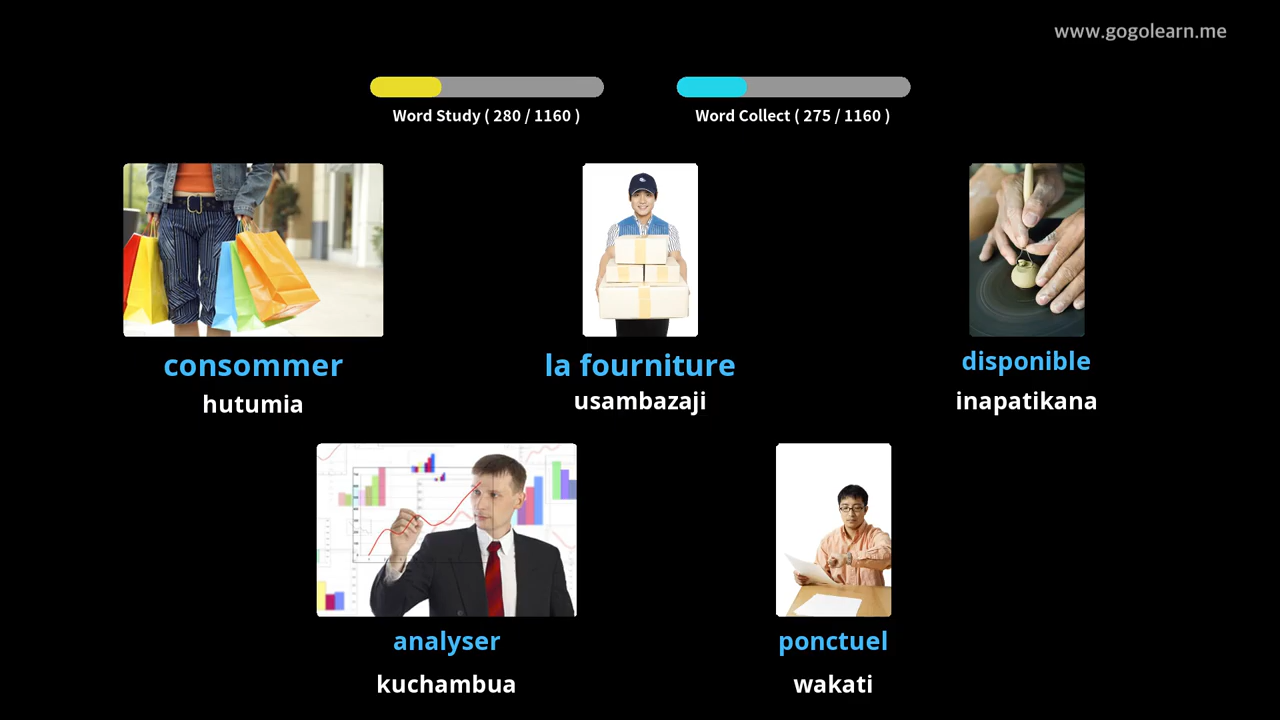 www.gogolearn.me
Word Study ( 280 / 1160 )
Word Collect ( 275 / 1160 )
consommer
hutumia
la fourniture
usambazaji
disponible
inapatikana
analyser
kuchambua
ponctuel
wakati